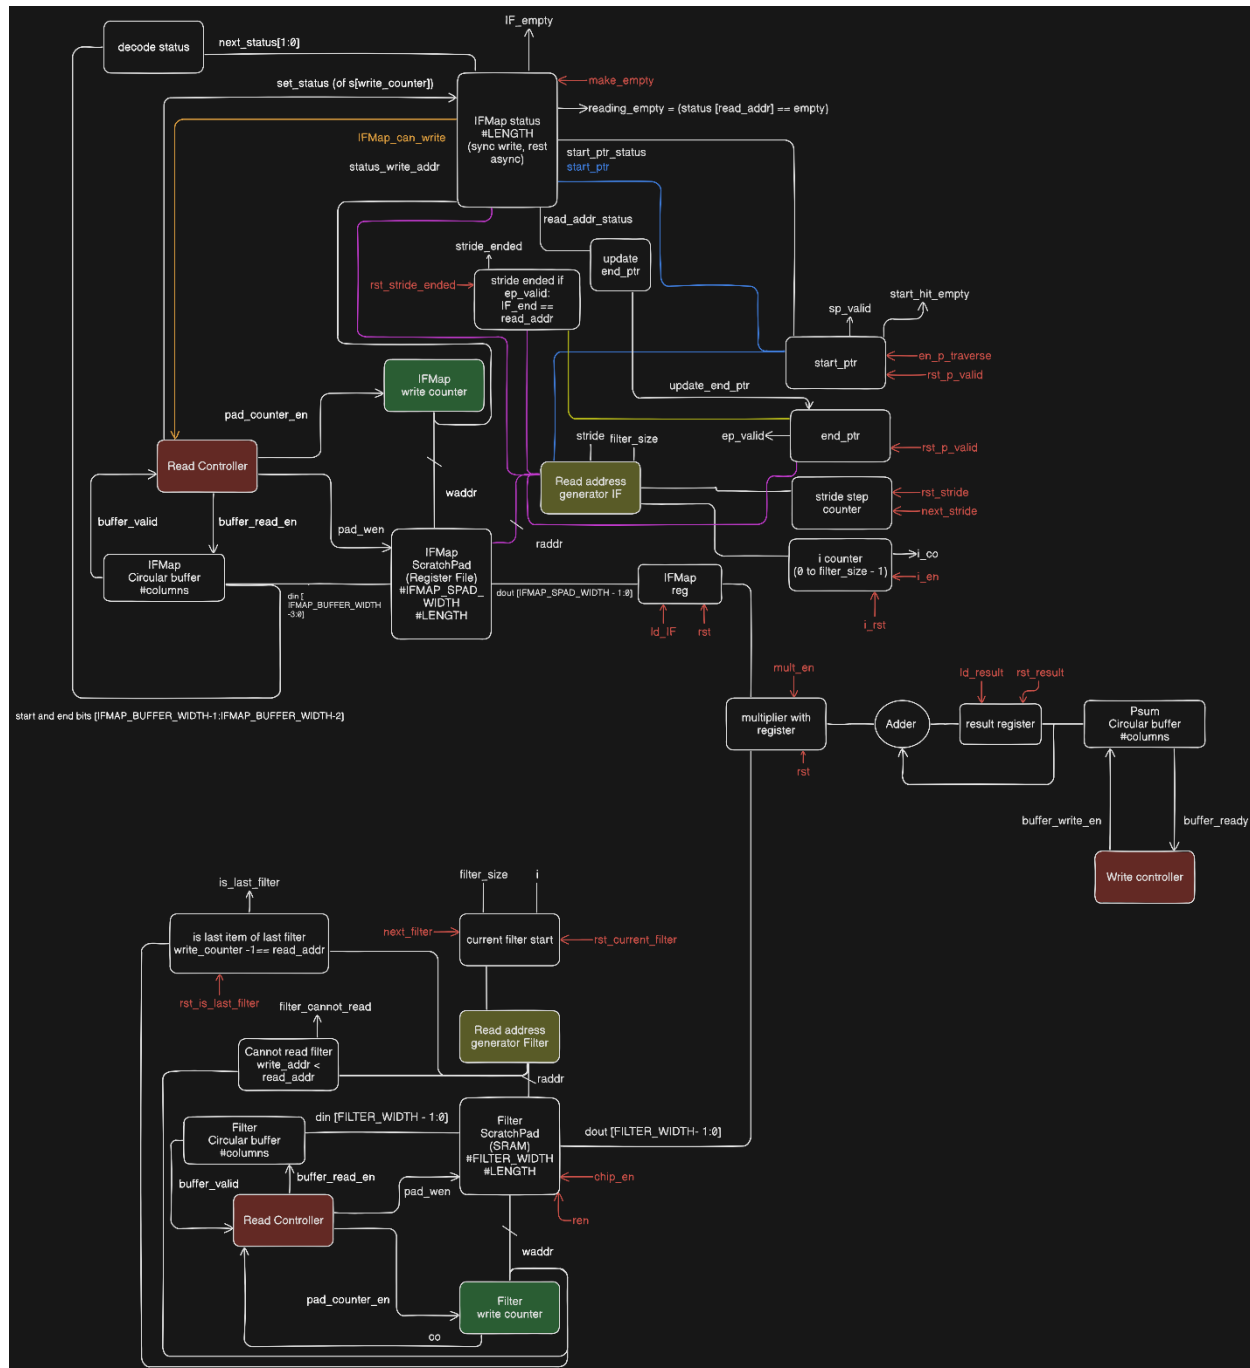 IF_empty
decode status
next_status[1:0]
set_status (of s[write_counter])
make_empty
reading_empty = (status [read_addr] == empty)
IFMap status
#LENGTH
(sync write, rest
async)
IFMap_can_write
status_write_addr
start_ptr_status
start_ptr
read_addr_status
stride_ended
update
end_ptr
rst_stride_ended
stride ended if
ep_valid:
IF_end ==
read_addr
sp_valid
start_hit_empty
start_ptr
en_p_traverse
rst_p_valid
IFMap
write counter
update_end_ptr
pad_counter_en
ep_valid
end_ptr
rst_p_valid
stride
filter_size
Read Controller
Read address
generator IF
stride step
counter
rst_stride
next_stride
waddr
buffer_valid
buffer_read_en
pad_wen
raddr
IFMap
Circular buffer
#columns
IFMap
ScratchPad
(Register File)
#IFMAP_SPAD_
WIDTH
#LENGTH
i counter
(0 to filter_size - 1)
i_co
i_en
i_rst
din [
IFMAP_BUFFER_WIDTH
-3:0]
dout [IFMAP_SPAD_WIDTH - 1:0]
IFMap
reg
ld_IF
rst
start and end bits [IFMAP_BUFFER_WIDTH-1:IFMAP_BUFFER_WIDTH-2]
mult_en
multiplier with
register
rst
Adder
ld_result
rst_result
result register
Psum
Circular buffer
#columns
buffer_write_en
buffer_ready
Write controller
is_last_filter
filter_size
i
is last item of last filter
write_counter -1== read_addr
next_filter
current filter start
rst_current_filter
rst_is_last_filter
filter_cannot_read
Read address
generator Filter
Cannot read filter
write_addr <
read_addr
raddr
din [FILTER_WIDTH - 1:0]
Filter
Circular buffer
#columns
Filter
ScratchPad
(SRAM)
#FILTER_WIDTH
#LENGTH
dout [FILTER_WIDTH- 1:0]
buffer_valid
buffer_read_en
pad_wen
chip_en
ren
Read Controller
waddr
pad_counter_en
Filter
write counter
co